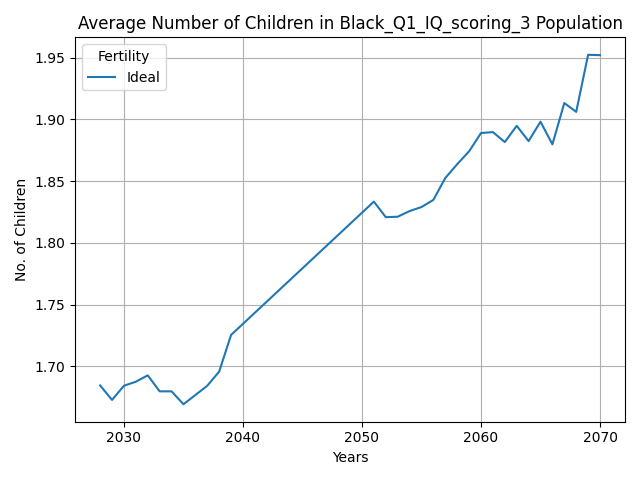 Average Number of Children in Black_Q1_IQ_scoring_3 Population
Fertility
Ideal
No. of Children
1.95
1.90
1.85
1.80
1.75
1.70
2030
2040
2050
2060
2070
Years